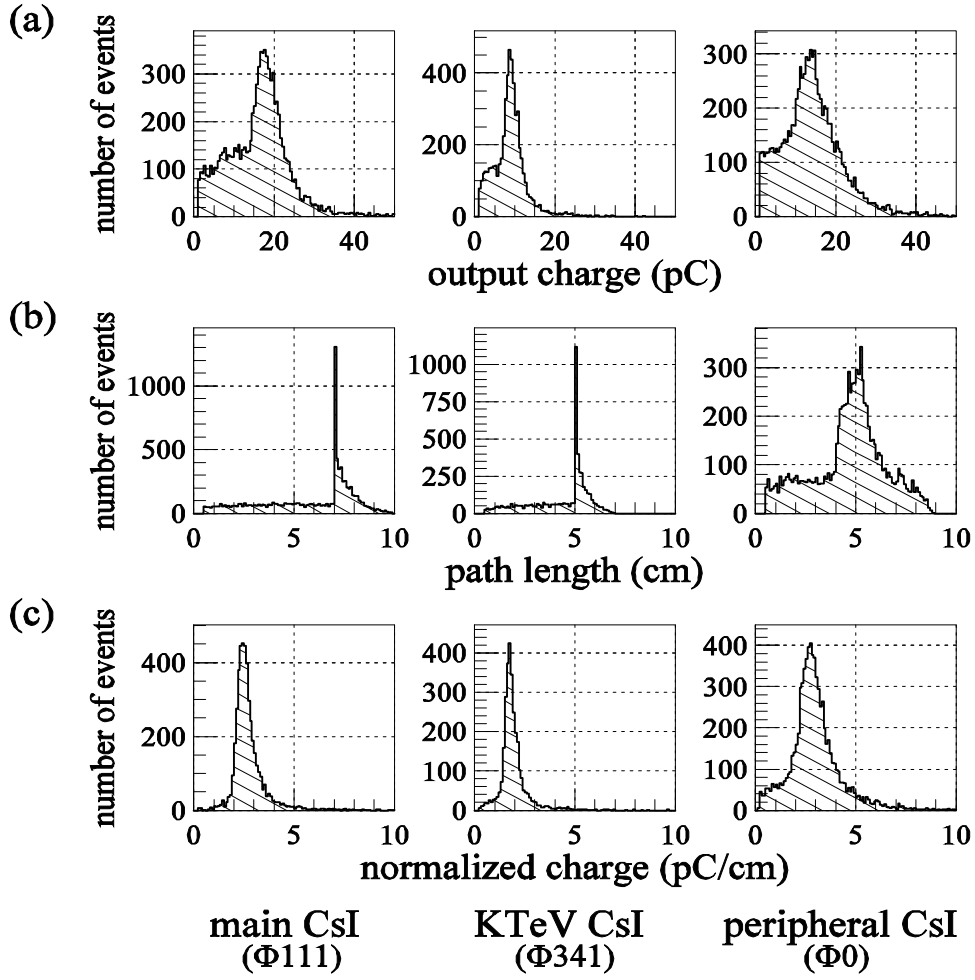 (a)
number of events
300
200
100
0
0 20 40
400
200
0
0 20 40
300
200
100
0
0 20 40
output charge (pC)
(b)
number of events
1000
500
0
0 5 10
1000
750
500
250
0
0 5 10
300
200
100
0
0 5 10
path length (cm)
(c)
number of events
400
200
0
0 5 10
400
300
200
100
0
0 5 10
400
300
200
100
0
0 5 10
normalized charge (pC/cm)
main CsI
(Φ111)
KTeV CsI
(Φ341)
peripheral CsI
(Φ0)